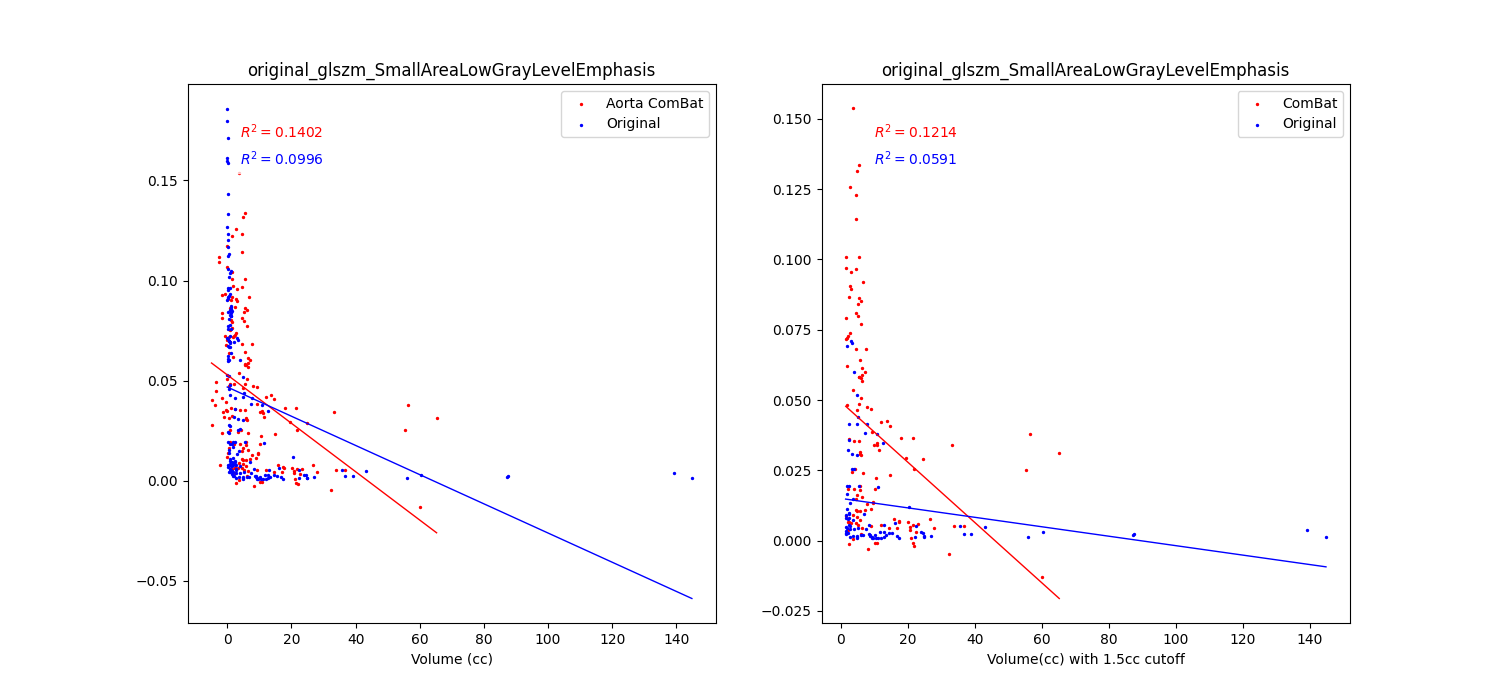 original_glszm_SmallAreaLowGrayLevelEmphasis
Aorta ComBat
Original
R² = 0.1402
R² = 0.0996
0.15
0.10
0.05
0.00
−0.05
0 20 40 60 80 100 120 140
Volume (cc)
original_glszm_SmallAreaLowGrayLevelEmphasis
ComBat
Original
R² = 0.1214
R² = 0.0591
0.150
0.125
0.100
0.075
0.050
0.025
0.000
−0.025
0 20 40 60 80 100 120 140
Volume(cc) with 1.5cc cutoff